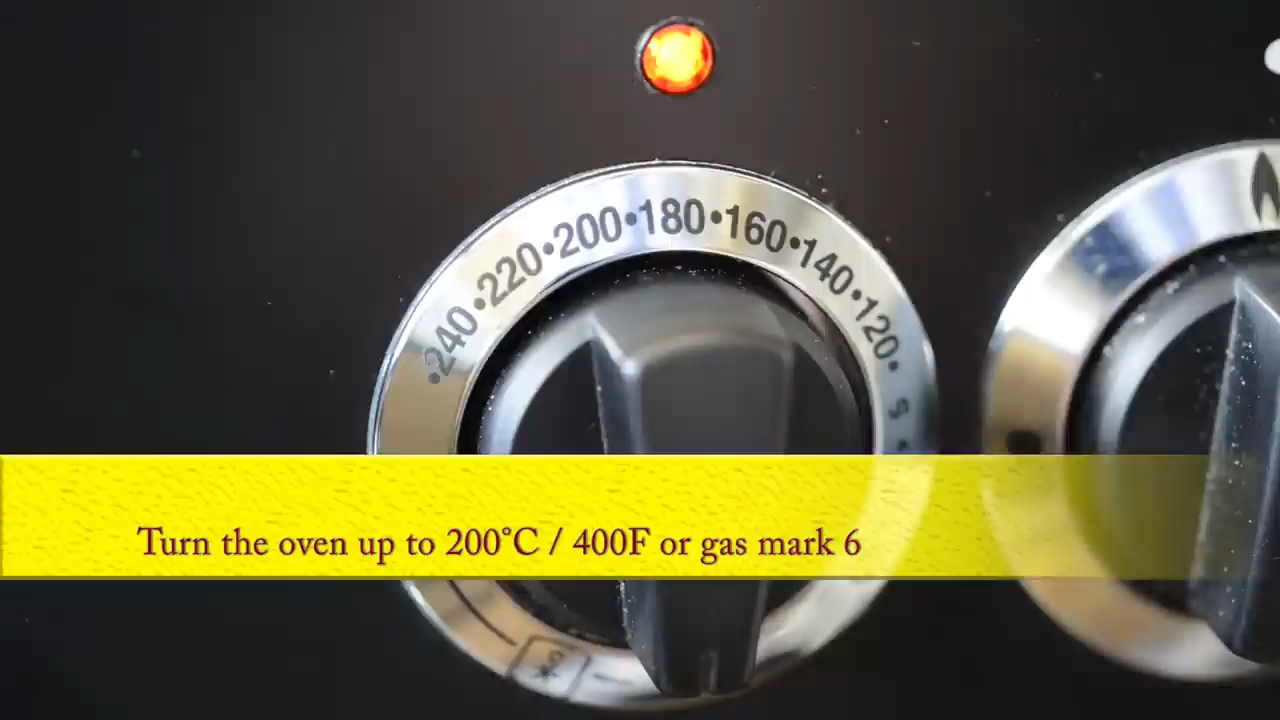 •240•220•200•180•160•140•120•
Turn the oven up to 200°C / 400F or gas mark 6